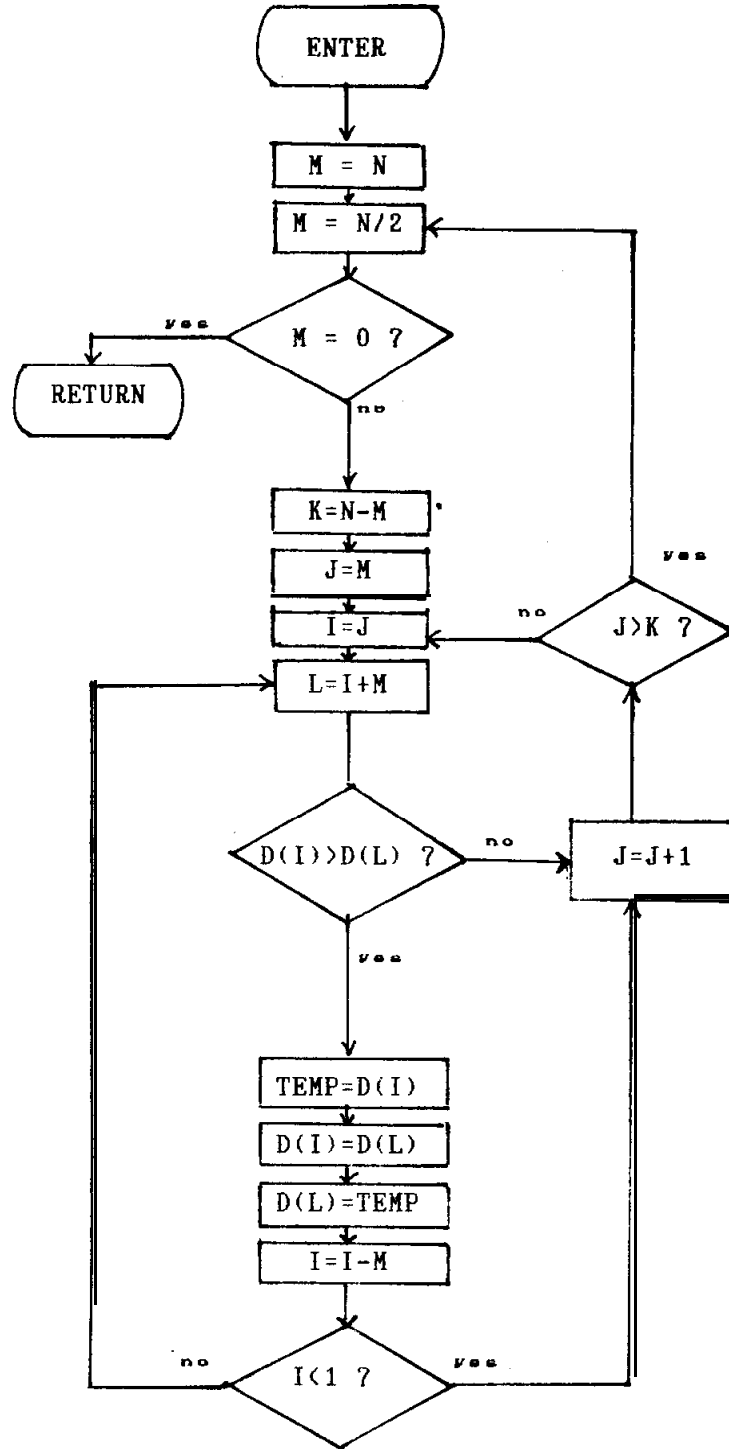 ENTER
M = N
M = N/2
yes
M = 0 ?
RETURN
no
K=N-M
J=M
yes
I=J
no
J>K ?
L=I+M
D(I)>D(L) ?
no
J=J+1
yes
TEMP=D(I)
D(I)=D(L)
D(L)=TEMP
I=I-M
no
I<1 ?
yes